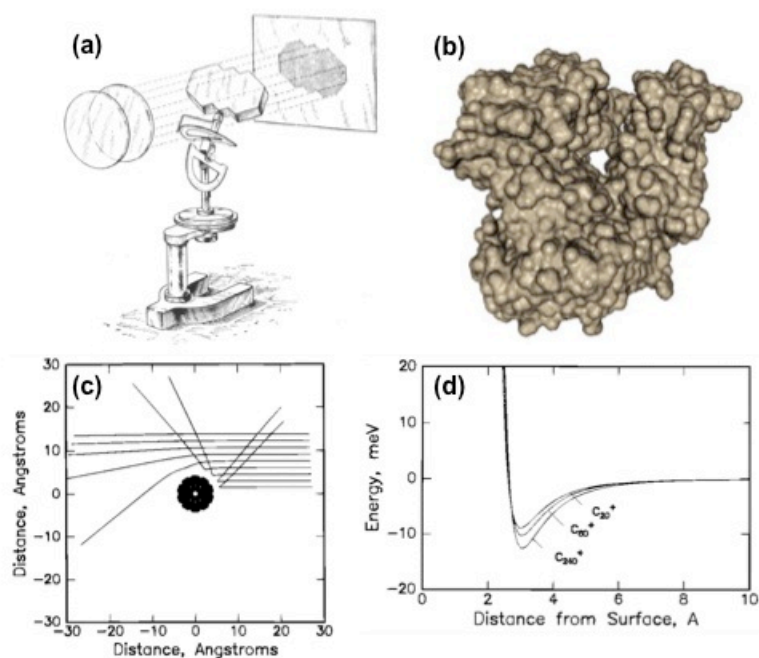 (a)
(b)
(c)
30
20
10
0
-10
-20
-30
-30 -20 -10 0 10 20 30
Distance, Angstroms
Distance, Angstroms
(d)
20
10
0
-10
-20
0 2 4 6 8 10
Energy, meV
Distance from Surface, A
C20+
C60+
C240+